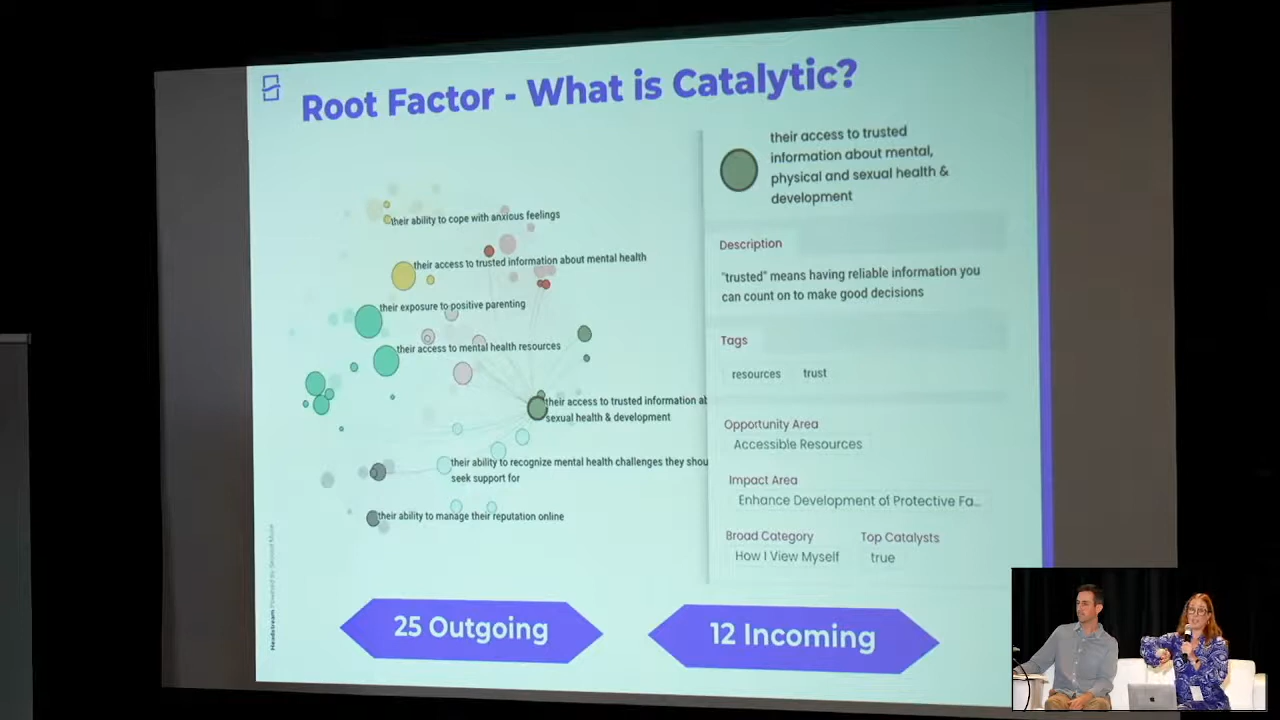 Root Factor - What is Catalytic?
their ability to cope with anxious feelings
their access to trusted information about mental health
their exposure to positive parenting
their access to mental health resources
their access to trusted information ab
sexual health & development
their ability to recognize mental health challenges they shou
seek support for
their ability to manage their reputation online
their access to trusted
information about mental,
physical and sexual health &
development
Description
"trusted" means having reliable information you
can count on to make good decisions
Tags
resources trust
Opportunity Area
Accessible Resources
Impact Area
Enhance Development of Protective Fa...
Broad Category Top Catalysts
How I View Myself true
25 Outgoing
12 Incoming
Headstream Powered by Second Muse